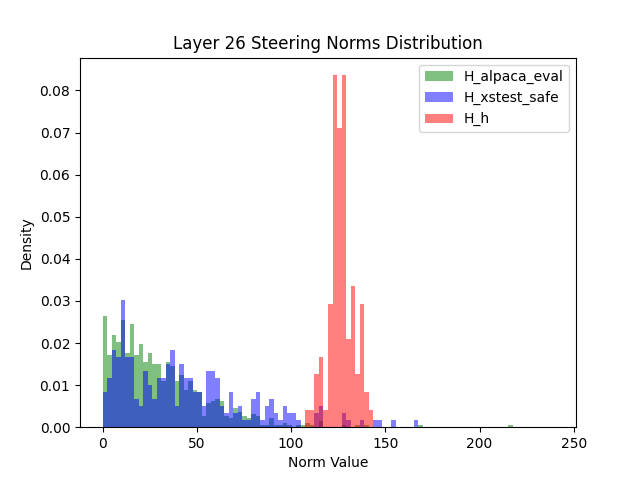 Layer 26 Steering Norms Distribution
H_alpaca_eval
H_xstest_safe
H_h
Density
0.08
0.07
0.06
0.05
0.04
0.03
0.02
0.01
0.00
0
50
100
150
200
250
Norm Value